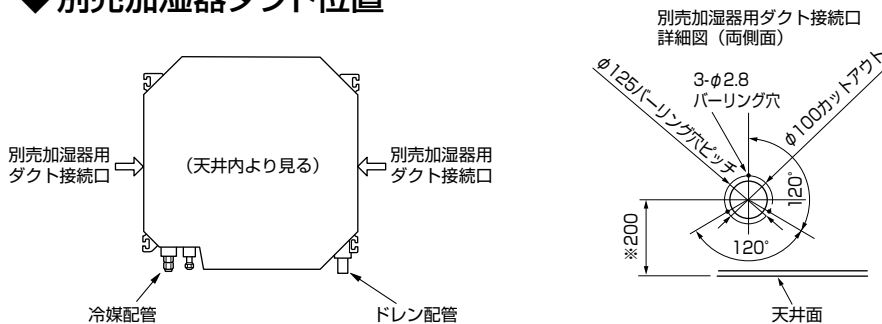 ◆別売加湿器ダクト位置
別売加湿器用
ダクト接続口
(天井内より見る)
別売加湿器用
ダクト接続口
冷媒配管
ドレン配管
別売加湿器用ダクト接続口
詳細図（両側面）
φ125バーリング穴ピッチ
3-φ2.8
バーリング穴
φ100カットアウト
120°
120°
※200
天井面